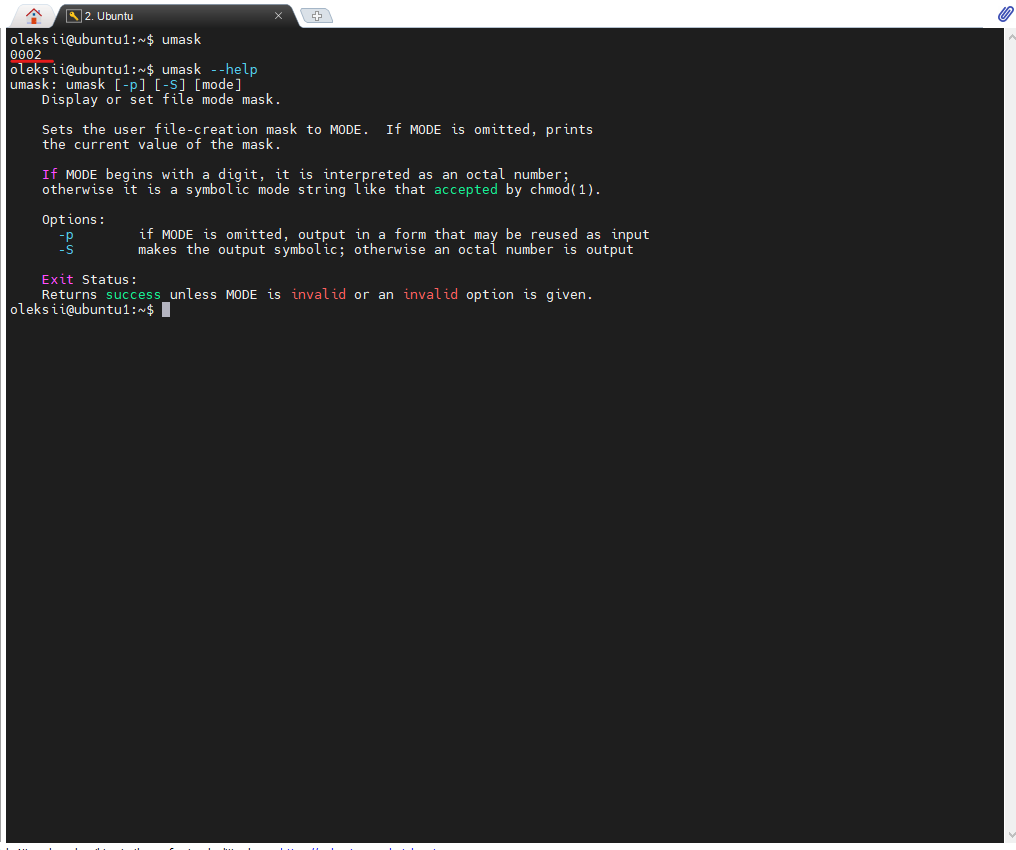 2. Ubuntu
oleksii@ubuntu1:~$ umask
0002
oleksii@ubuntu1:~$ umask --help
umask: umask [-p] [-S] [mode]
    Display or set file mode mask.

    Sets the user file-creation mask to MODE.  If MODE is omitted, prints
    the current value of the mask.

    If MODE begins with a digit, it is interpreted as an octal number;
    otherwise it is a symbolic mode string like that accepted by chmod(1).

    Options:
      -p        if MODE is omitted, output in a form that may be reused as input
      -S        makes the output symbolic; otherwise an octal number is output

    Exit Status:
    Returns success unless MODE is invalid or an invalid option is given.
oleksii@ubuntu1:~$